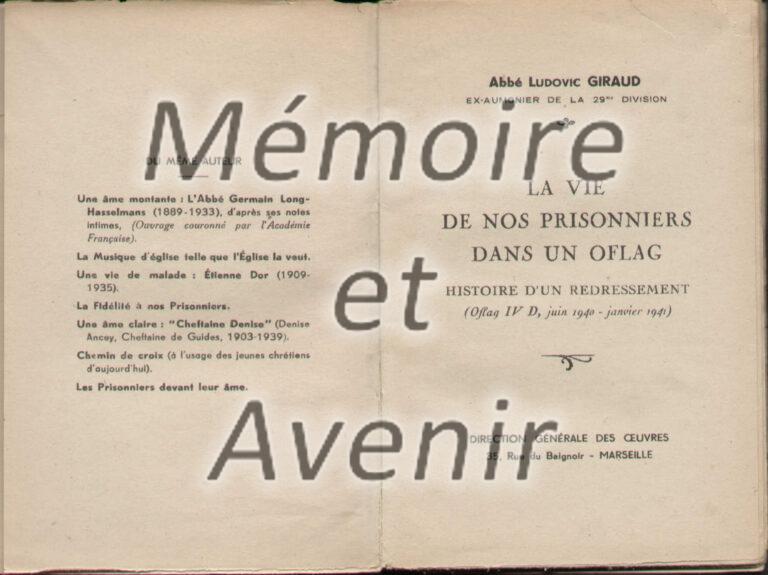 DU MÊME AUTEUR
Une âme montante : L'Abbé Germain Long-
Hasselmans (1889-1933), d'après ses notes
intimes, (Ouvrage couronné par l'Académie
Française).
La Musique d'église telle que l'Église la veut.
Une vie de malade : Étienne Dor (1909-
1935).
La Fidélité à nos Prisonniers.
Une âme claire : "Cheftaine Denise" (Denise
Ancey, Cheftaine de Guides, 1903-1939).
Chemin de croix (à l'usage des jeunes chrétiens
d'aujourd'hui).
Les Prisonniers devant leur âme.
Abbé LUDOVIC GIRAUD
EX-AUMONIER DE LA 29me DIVISION
LA VIE
DE NOS PRISONNIERS
DANS UN OFLAG
HISTOIRE D'UN REDRESSEMENT
(Oflag IV D, juin 1940 - janvier 1941)
DIRECTION GÉNÉRALE DES ŒUVRES
35, Rue du Baignoir - MARSEILLE
Mémoire
et
Avenir